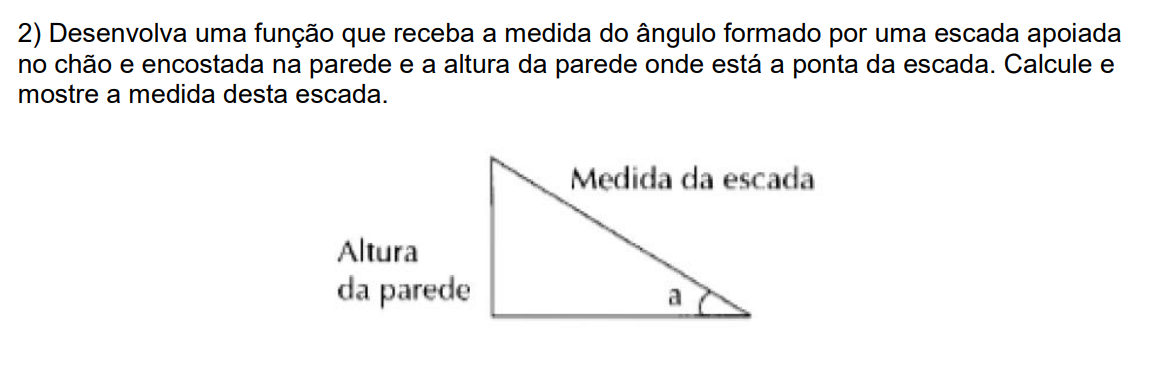 2) Desenvolva uma função que receba a medida do ângulo formado por uma escada apoiada
no chão e encostada na parede e a altura da parede onde está a ponta da escada. Calcule e
mostre a medida desta escada.
Medida da escada
Altura
da parede
a